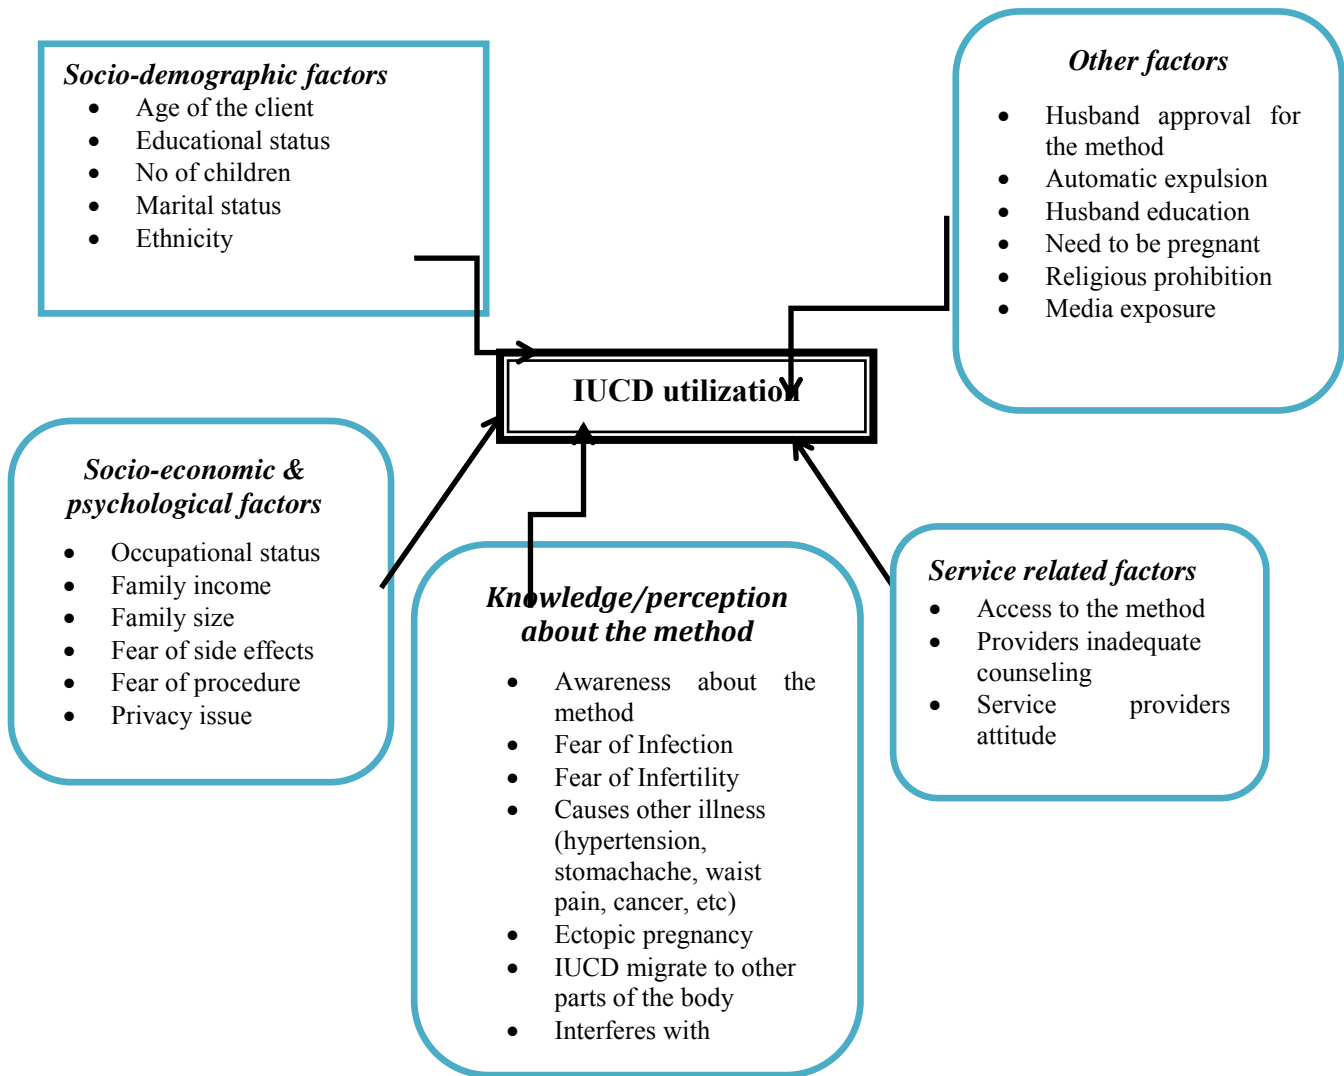 Socio-demographic factors
• Age of the client
• Educational status
• No of children
• Marital status
• Ethnicity
Other factors
• Husband approval for
the method
• Automatic expulsion
• Husband education
• Need to be pregnant
• Religious prohibition
• Media exposure
IUCD utilization
Socio-economic &
psychological factors
• Occupational status
• Family income
• Family size
• Fear of side effects
• Fear of procedure
• Privacy issue
Knowledge/perception
about the method
• Awareness about the
method
• Fear of Infection
• Fear of Infertility
• Causes other illness
(hypertension,
stomachache, waist
pain, cancer, etc)
• Ectopic pregnancy
• IUCD migrate to other
parts of the body
• Interferes with
Service related factors
• Access to the method
• Providers inadequate
counseling
• Service providers
attitude